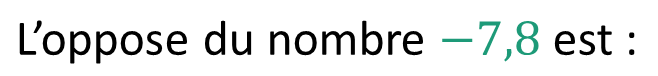 L’oppose du nombre −7,8 est :